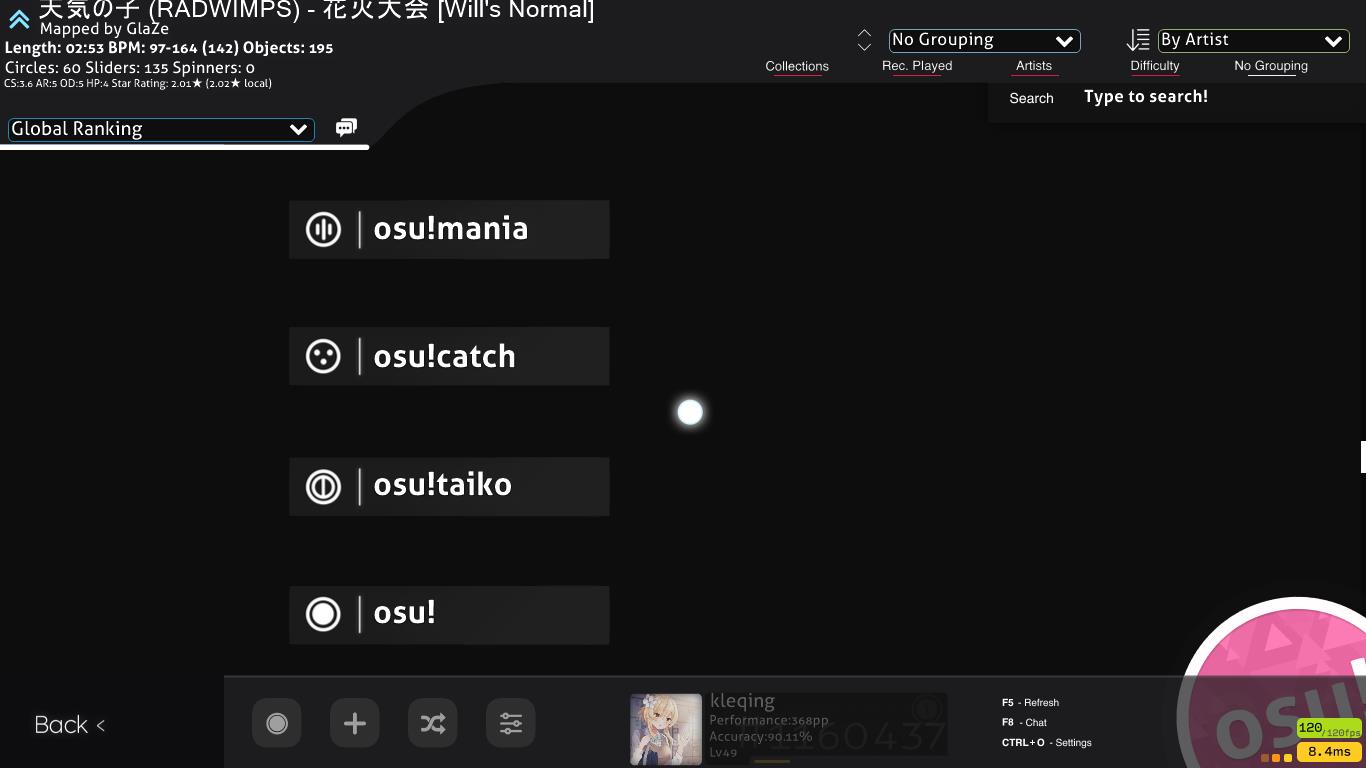 天気の子 (RADWIMPS) - 花火大会 [Will's Normal]
Mapped by GlaZe
Length: 02:53 BPM: 97-164 (142) Objects: 195
Circles: 60 Sliders: 135 Spinners: 0
CS:3.6 AR:5 OD:5 HP:4 Star Rating: 2.01★ (2.02★ local)
No Grouping
By Artist
Collections
Rec. Played
Artists
Difficulty
No Grouping
Search
Type to search!
Global Ranking
osu!mania
osu!catch
osu!taiko
osu!
Back <
kleqing
Performance:368pp
Accuracy:90.11%
Lv49
#1160437
F5 - Refresh
F8 - Chat
CTRL+O - Settings
osu!
120/120fps
8.4ms